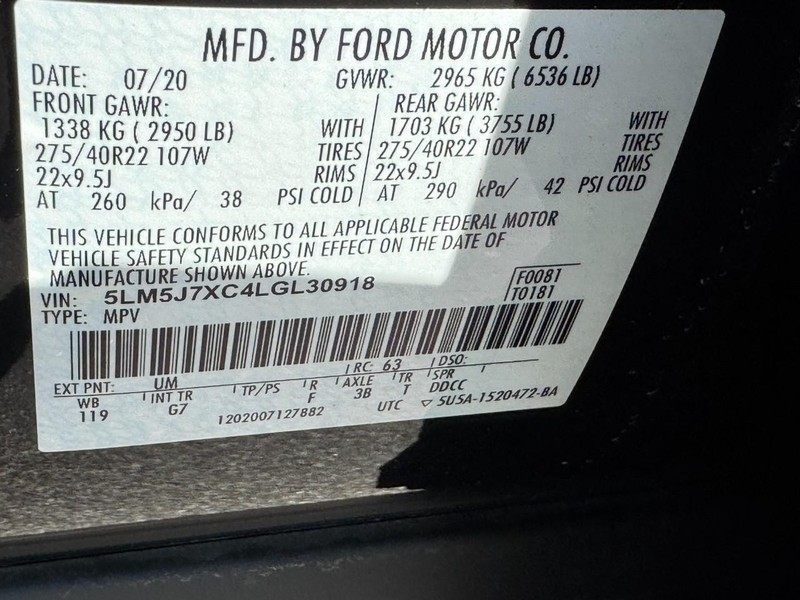 MFD. BY FORD MOTOR CO.
DATE: 07/20 GVWR: 2965 KG ( 6536 LB)
FRONT GAWR: REAR GAWR:
1338 KG ( 2950 LB) WITH 1703 KG ( 3755 LB) WITH
275/40R22 107W TIRES 275/40R22 107W TIRES
22x9.5J RIMS 22x9.5J RIMS
AT 260 kPa/ 38 PSI COLD AT 290 kPa/ 42 PSI COLD
THIS VEHICLE CONFORMS TO ALL APPLICABLE FEDERAL MOTOR
VEHICLE SAFETY STANDARDS IN EFFECT ON THE DATE OF
MANUFACTURE SHOWN ABOVE.
VIN: 5LM5J7XC4LGL30918 F0081
TYPE: MPV T0181
EXT PNT: UM RC: 63 DSO:
WB INT TR TP/PS R AXLE TR SPR
119 G7 F 3B T DDCC
1202007127882 UTC ▽ 5U5A-1520472-BA